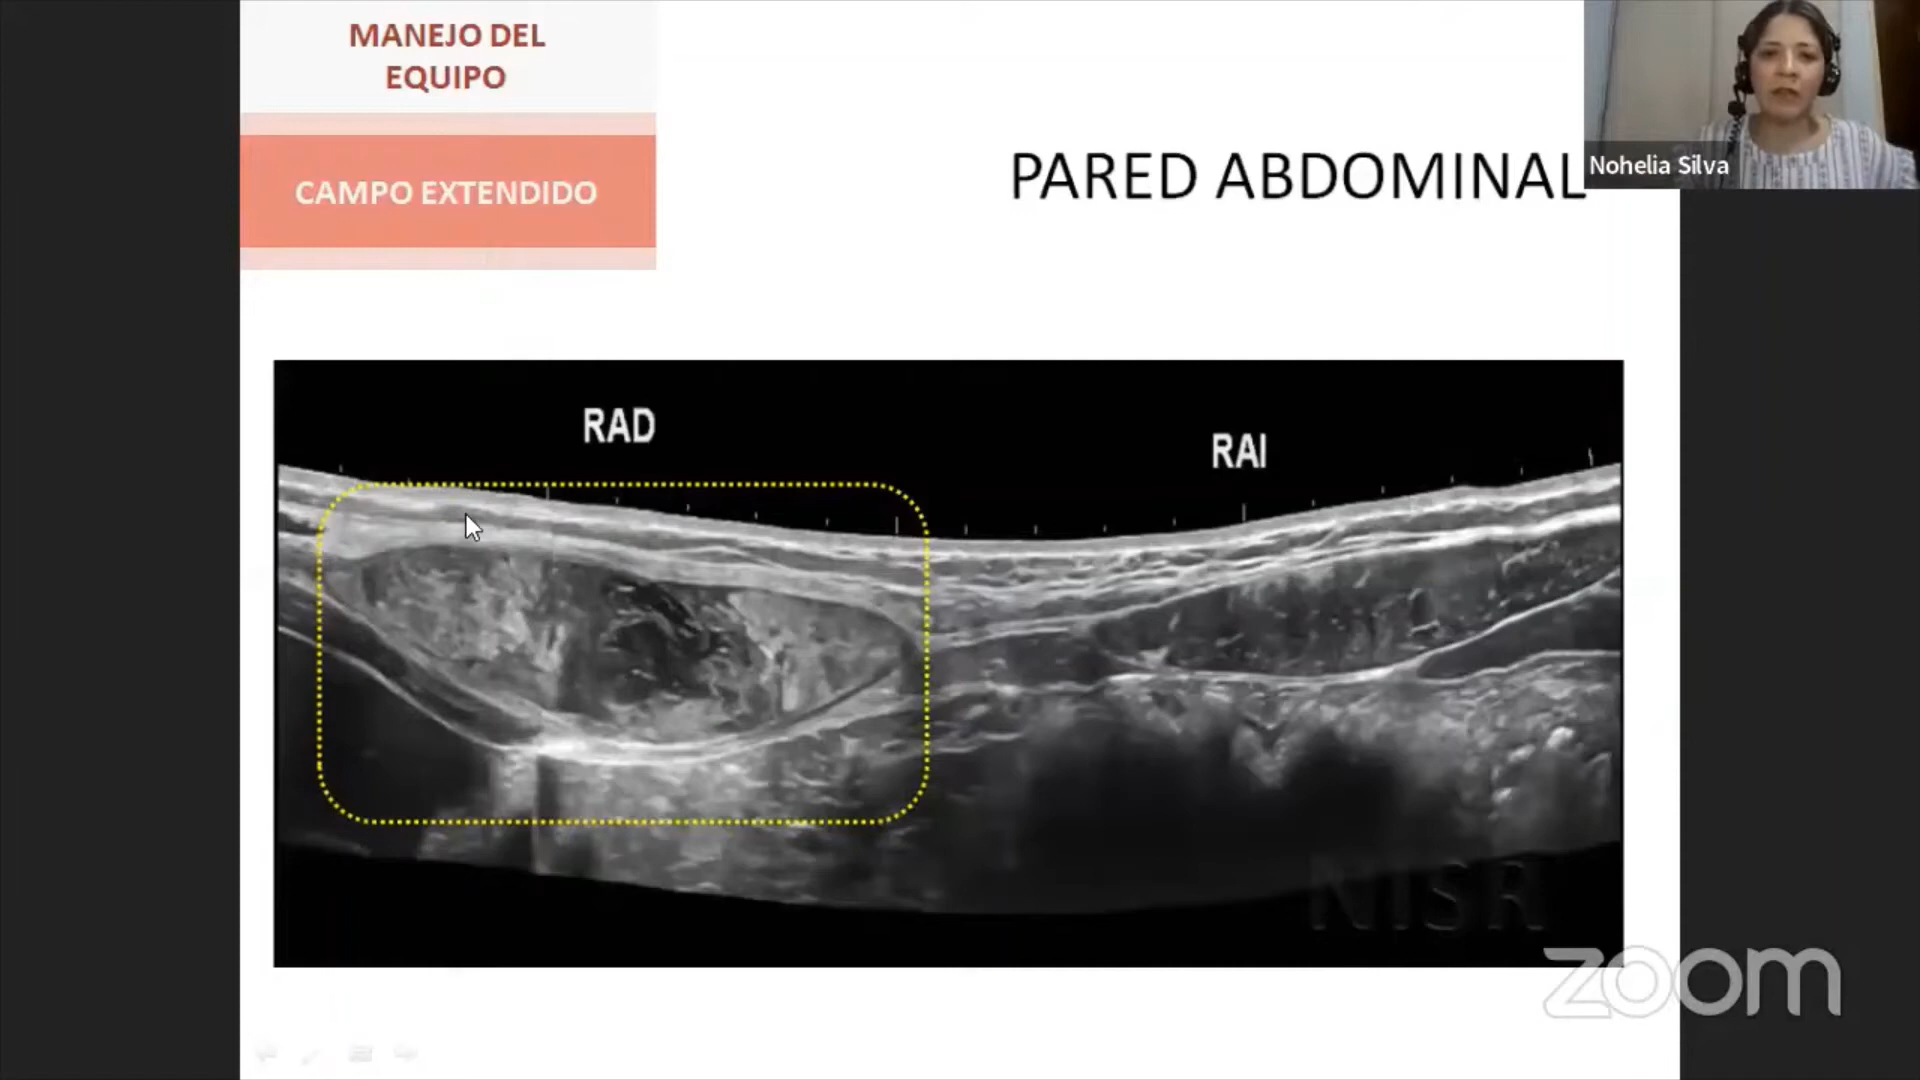 MANEJO DEL
EQUIPO
CAMPO EXTENDIDO
PARED ABDOMINAL
Nohelia Silva
RAD
RAI
NISR
zoom